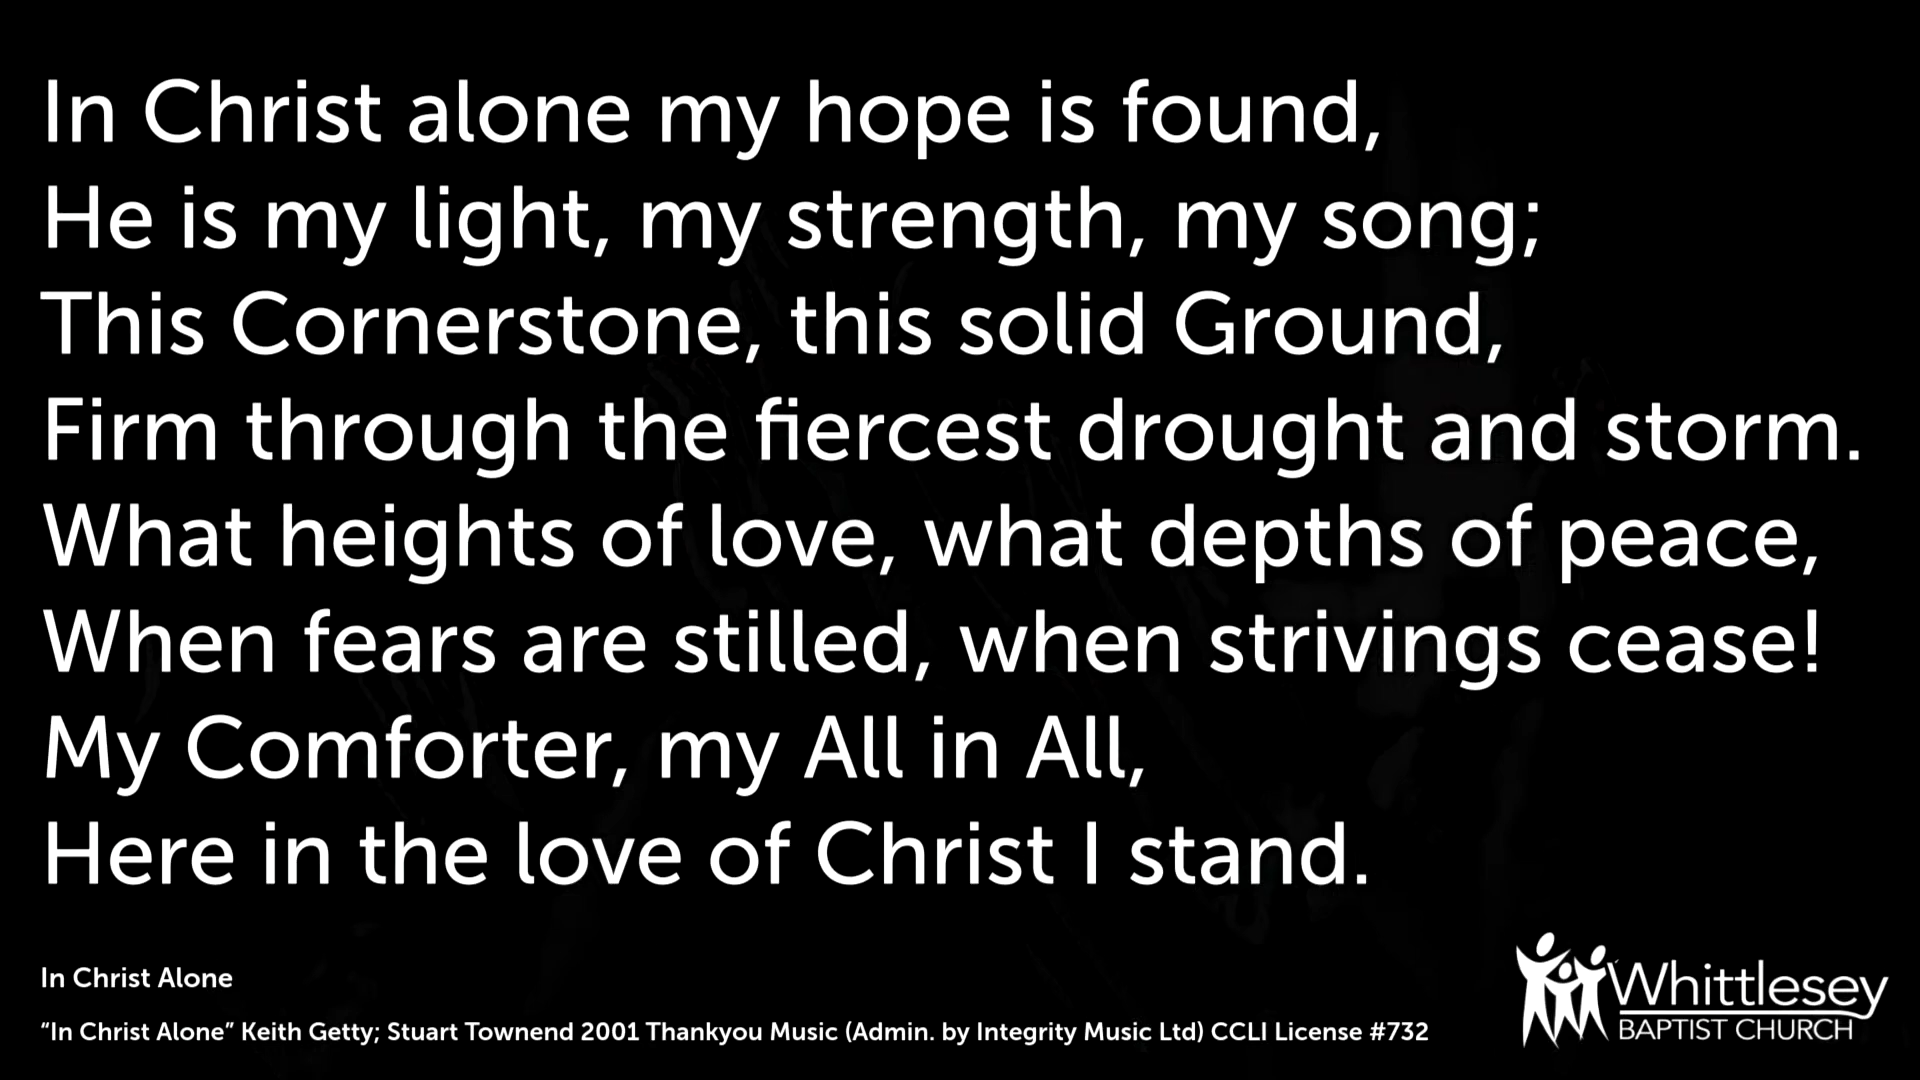 In Christ alone my hope is found,
He is my light, my strength, my song;
This Cornerstone, this solid Ground,
Firm through the fiercest drought and storm.
What heights of love, what depths of peace,
When fears are stilled, when strivings cease!
My Comforter, my All in All,
Here in the love of Christ I stand.
In Christ Alone
“In Christ Alone” Keith Getty; Stuart Townend 2001 Thankyou Music (Admin. by Integrity Music Ltd) CCLI License #732
Whittlesey
BAPTIST CHURCH